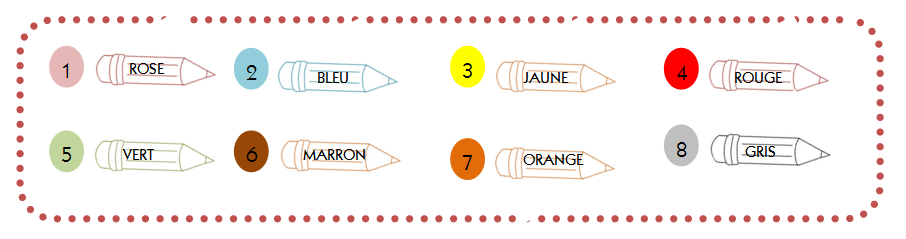 1 ROSE 2 BLEU 3 JAUNE 4 ROUGE
5 VERT 6 MARRON 7 ORANGE 8 GRIS